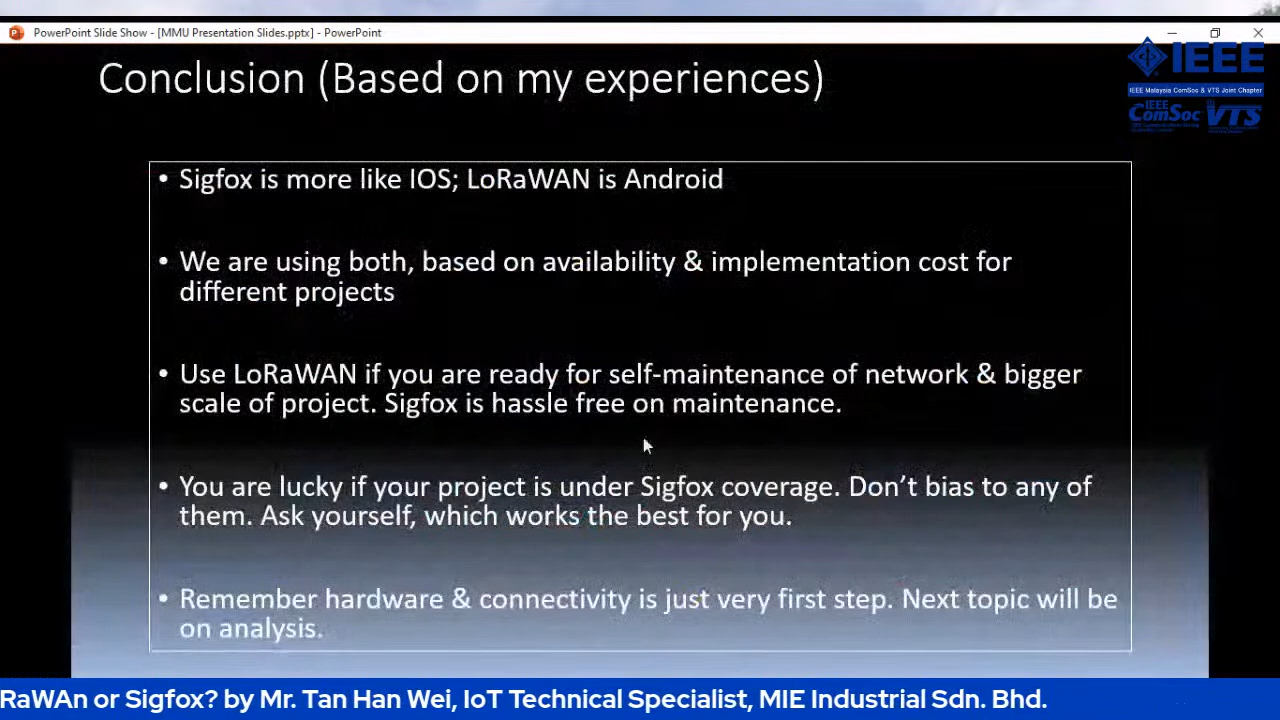 PowerPoint Slide Show - [MMU Presentation Slides.pptx] - PowerPoint
IEEE
IEEE Malaysia ComSoc & VTS Joint Chapter
IEEE
ComSoc VTS
Conclusion (Based on my experiences)
• Sigfox is more like IOS; LoRaWAN is Android
• We are using both, based on availability & implementation cost for
different projects
• Use LoRaWAN if you are ready for self-maintenance of network & bigger
scale of project. Sigfox is hassle free on maintenance.
• You are lucky if your project is under Sigfox coverage. Don’t bias to any of
them. Ask yourself, which works the best for you.
• Remember hardware & connectivity is just very first step. Next topic will be
on analysis.
RaWAn or Sigfox? by Mr. Tan Han Wei, IoT Technical Specialist, MIE Industrial Sdn. Bhd.